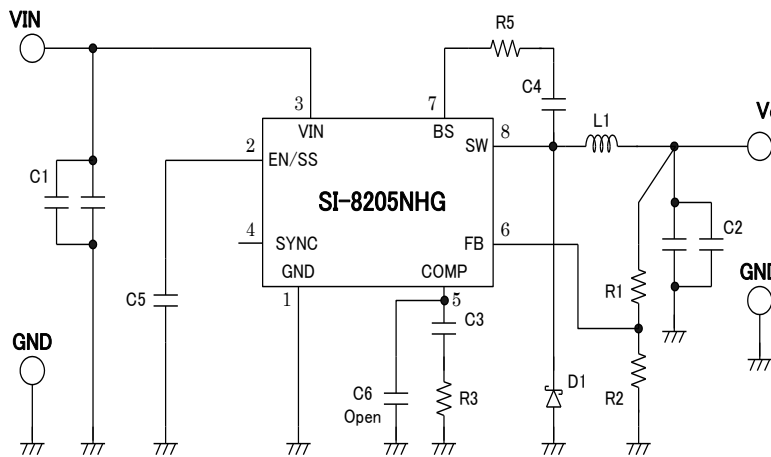 VIN
R5
C4
3
7
L1
VIN
BS
8
SW
2
EN/SS
C1
SI-8205NHG
4
SYNC
FB
6
C2
GND
COMP
GND
R1
C5
1
5
C3
GND
C6
Open
R3
D1
R2